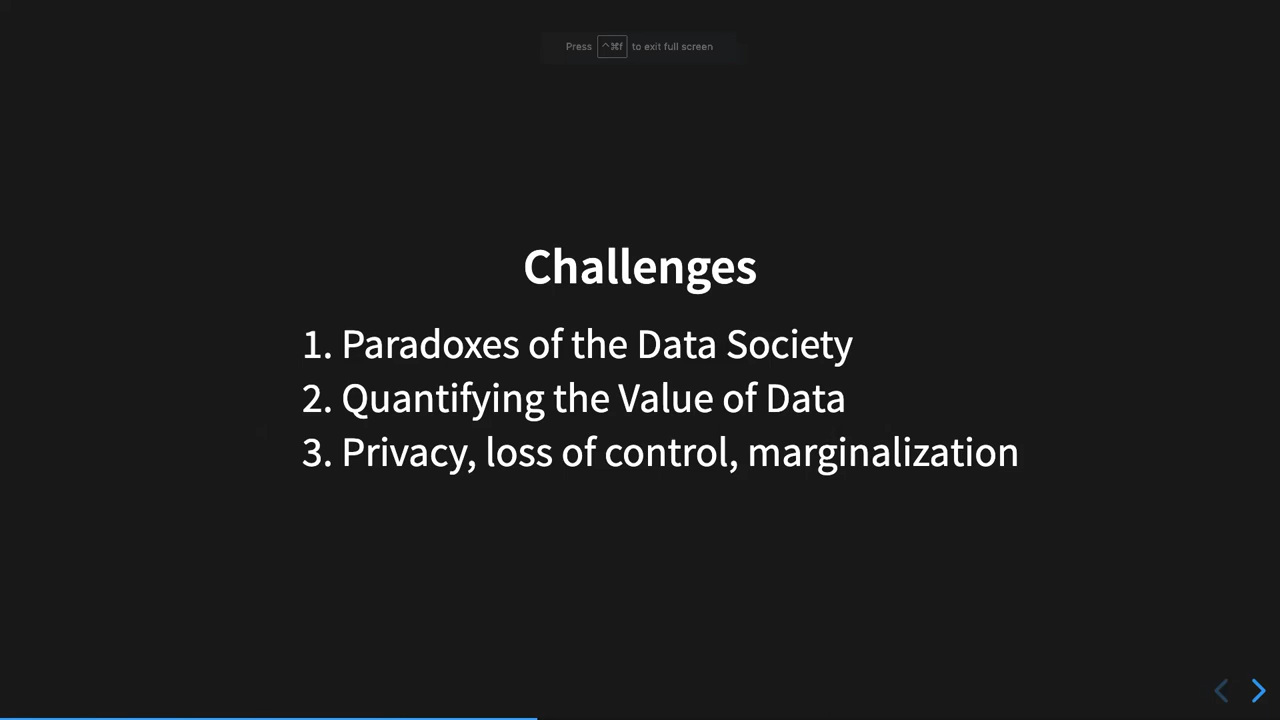 Press ^⌘f to exit full screen
Challenges
1. Paradoxes of the Data Society
2. Quantifying the Value of Data
3. Privacy, loss of control, marginalization